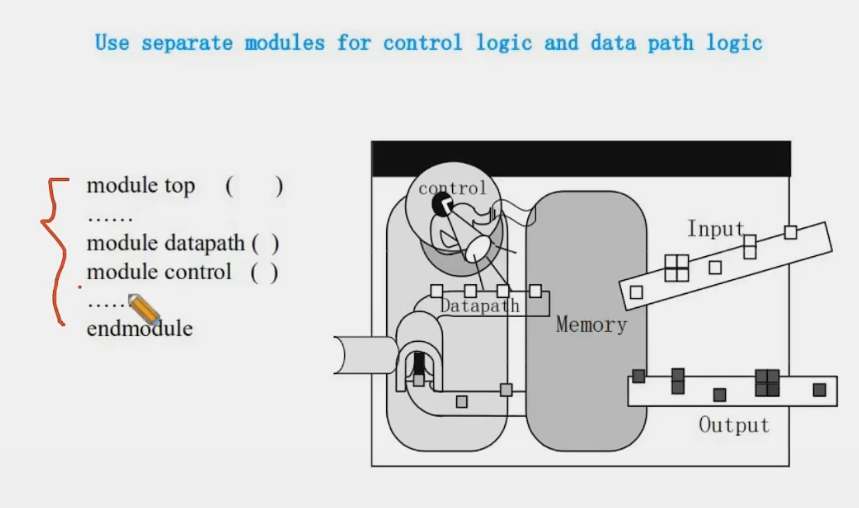 Use separate modules for control logic and data path logic
module top ( )
......
module datapath ( )
module control ( )
......
endmodule
control
Datapath
Memory
Input
Output